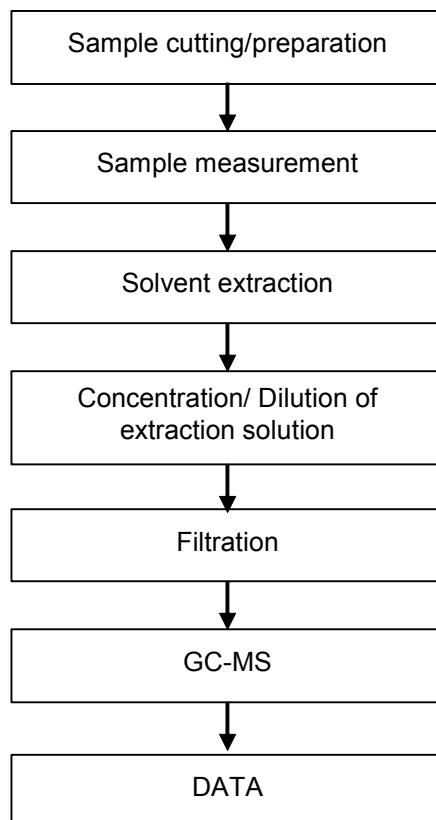 Sample cutting/preparation
Sample measurement
Solvent extraction
Concentration/ Dilution of
extraction solution
Filtration
GC-MS
DATA